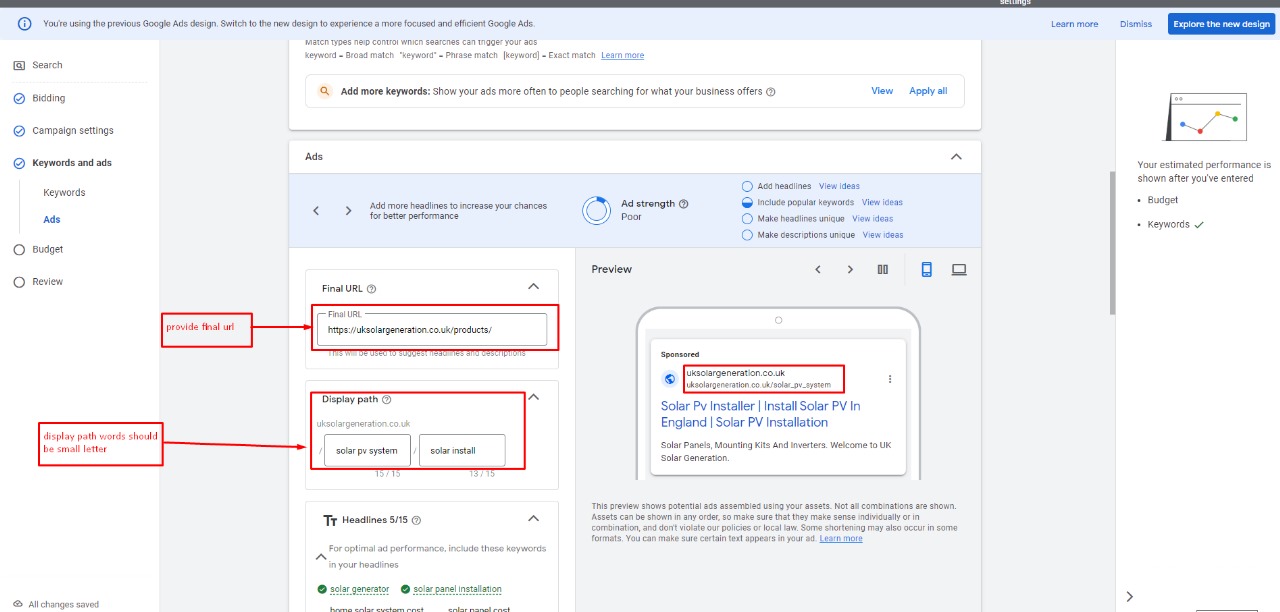 settings
You're using the previous Google Ads design. Switch to the new design to experience a more focused and efficient Google Ads.
Learn more
Dismiss
Explore the new design
Search
Bidding
Campaign settings
Keywords and ads
Keywords
Ads
Budget
Review
All changes saved
Match types help control which searches can trigger your ads
keyword = Broad match "keyword" = Phrase match [keyword] = Exact match Learn more
Add more keywords: Show your ads more often to people searching for what your business offers
View
Apply all
Ads
Add more headlines to increase your chances
for better performance
Ad strength
Poor
Add headlines View ideas
Include popular keywords View ideas
Make headlines unique View ideas
Make descriptions unique View ideas
Final URL
Final URL
https://uksolargeneration.co.uk/products/
This will be used to suggest headlines and descriptions
provide final url
Display path
uksolargeneration.co.uk
/ solar pv system / solar install
15 / 15
13 / 15
display path words should
be small letter
Headlines 5/15
For optimal ad performance, include these keywords
in your headlines
solar generator
solar panel installation
home solar system cost
solar panel cost
Preview
Sponsored
uksolargeneration.co.uk
uksolargeneration.co.uk/solar_pv_system
Solar Pv Installer | Install Solar PV In
England | Solar PV Installation
Solar Panels, Mounting Kits And Inverters. Welcome to UK
Solar Generation.
This preview shows potential ads assembled using your assets. Not all combinations are shown.
Assets can be shown in any order, so make sure that they make sense individually or in
combination, and don't violate our policies or local law. Some shortening may also occur in some
formats. You can make sure certain text appears in your ad. Learn more
Your estimated performance is
shown after you've entered
• Budget
• Keywords